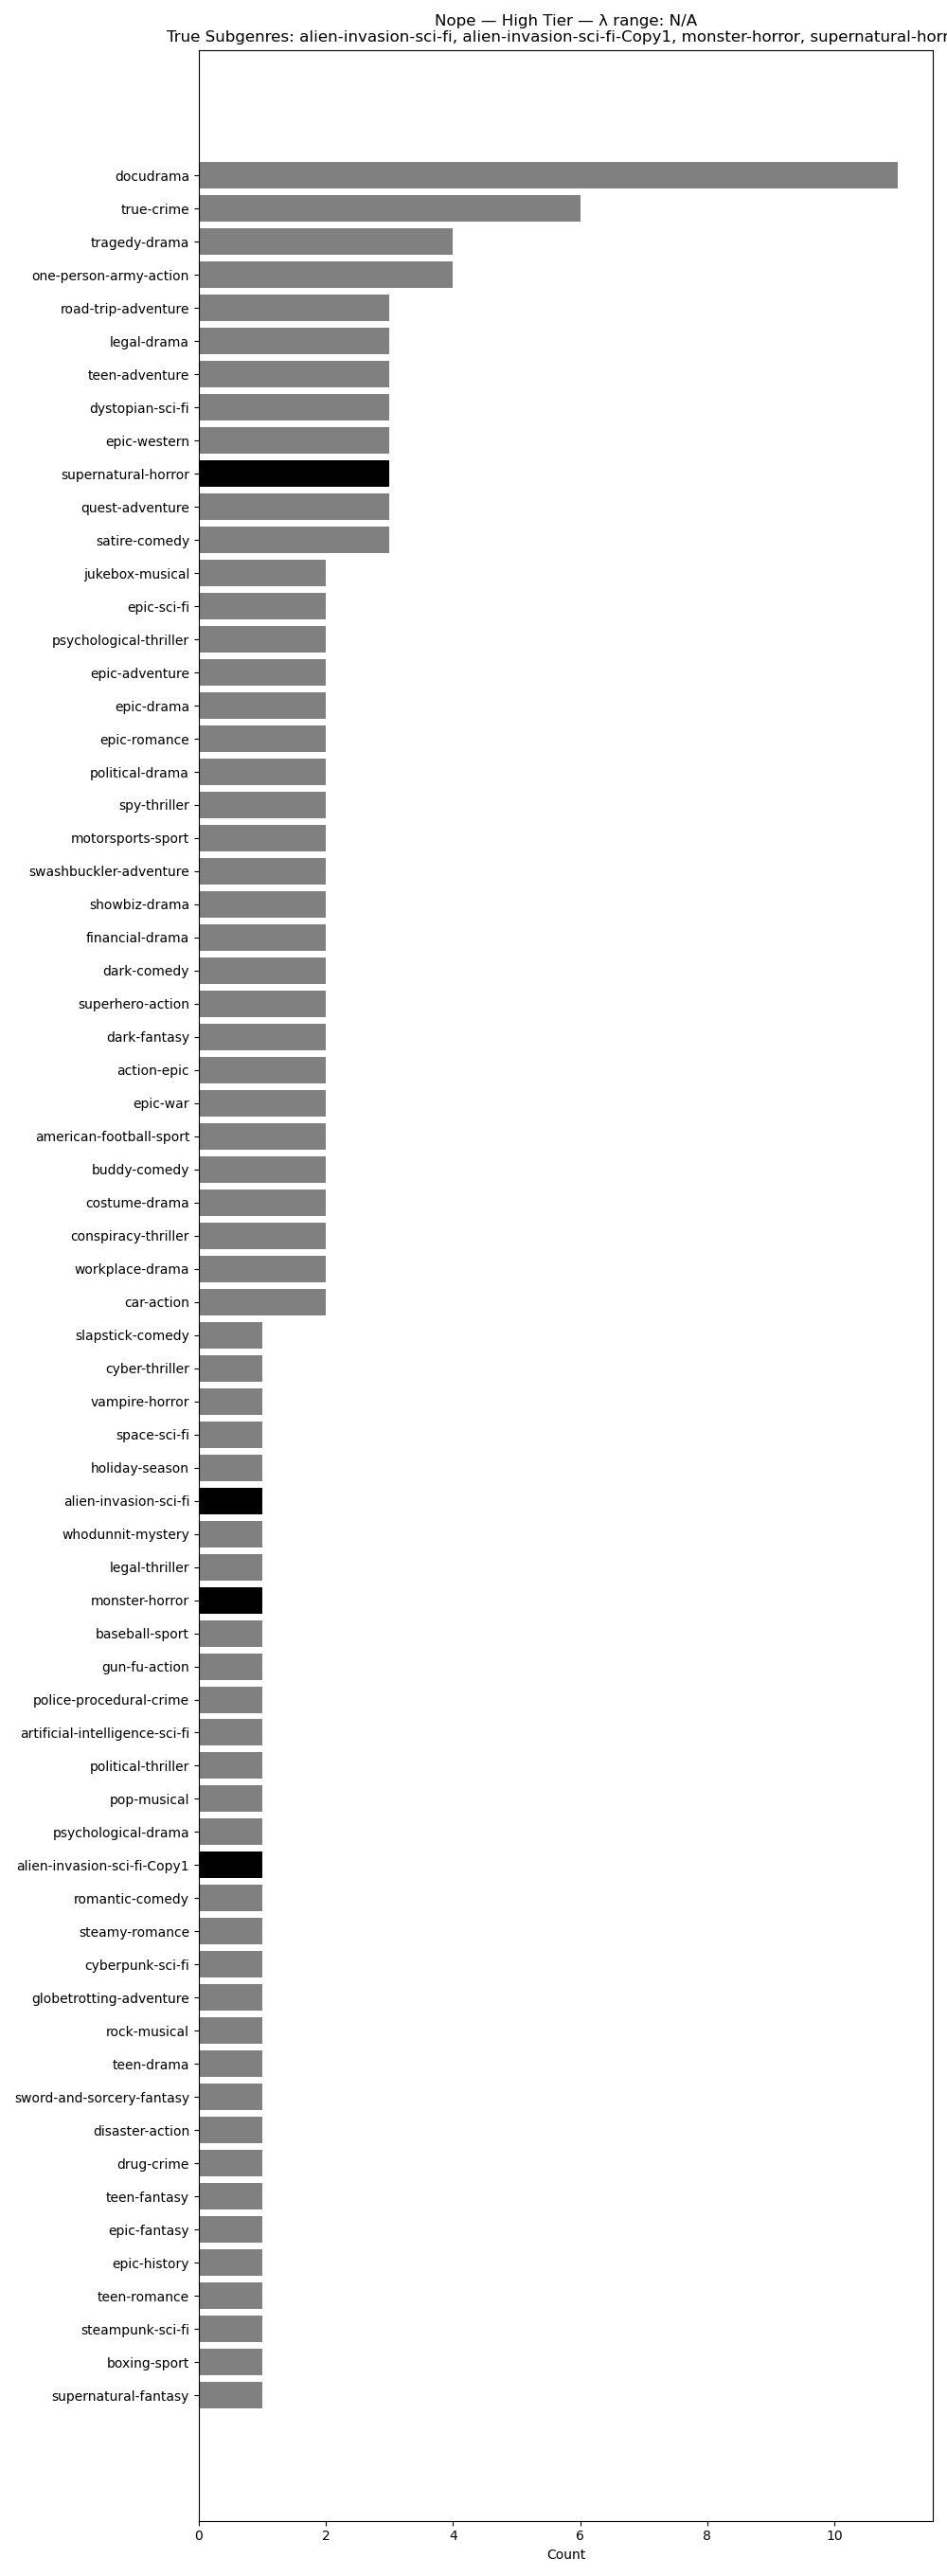 Nope — High Tier — λ range: N/A
True Subgenres: alien-invasion-sci-fi, alien-invasion-sci-fi-Copy1, monster-horror, supernatural-horr
docudrama
true-crime
tragedy-drama
one-person-army-action
road-trip-adventure
legal-drama
teen-adventure
dystopian-sci-fi
epic-western
supernatural-horror
quest-adventure
satire-comedy
jukebox-musical
epic-sci-fi
psychological-thriller
epic-adventure
epic-drama
epic-romance
political-drama
spy-thriller
motorsports-sport
swashbuckler-adventure
showbiz-drama
financial-drama
dark-comedy
superhero-action
dark-fantasy
action-epic
epic-war
american-football-sport
buddy-comedy
costume-drama
conspiracy-thriller
workplace-drama
car-action
slapstick-comedy
cyber-thriller
vampire-horror
space-sci-fi
holiday-season
alien-invasion-sci-fi
whodunnit-mystery
legal-thriller
monster-horror
baseball-sport
gun-fu-action
police-procedural-crime
artificial-intelligence-sci-fi
political-thriller
pop-musical
psychological-drama
alien-invasion-sci-fi-Copy1
romantic-comedy
steamy-romance
cyberpunk-sci-fi
globetrotting-adventure
rock-musical
teen-drama
sword-and-sorcery-fantasy
disaster-action
drug-crime
teen-fantasy
epic-fantasy
epic-history
teen-romance
steampunk-sci-fi
boxing-sport
supernatural-fantasy
0 2 4 6 8 10
Count